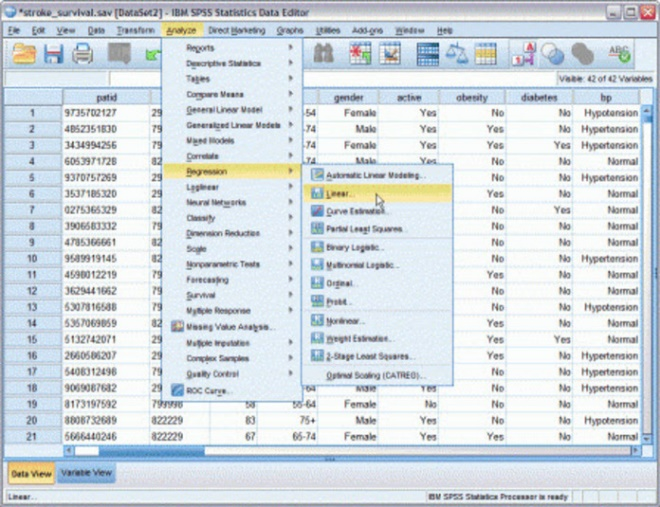 *stroke_survival.sav [DataSet2] - IBM SPSS Statistics Data Editor
File Edit View Data Transform Analyze Direct Marketing Graphs Utilities Add-ons Window Help
Visible: 42 of 42 Variables
Reports
Descriptive Statistics
Tables
Compare Means
General Linear Model
Generalized Linear Models
Mixed Models
Correlate
Regression
Loglinear
Neural Networks
Classify
Dimension Reduction
Scale
Nonparametric Tests
Forecasting
Survival
Multiple Response
Missing Value Analysis...
Multiple Imputation
Complex Samples
Quality Control
ROC Curve...
Automatic Linear Modeling...
Linear...
Curve Estimation...
Partial Least Squares...
Binary Logistic...
Multinomial Logistic...
Ordinal...
Probit...
Nonlinear...
Weight Estimation...
2-Stage Least Squares...
Optimal Scaling (CATREG)...
patid gender active obesity diabetes bp
1 9735702127 29 -54 Female Yes No No Hypotension
2 4852351830 79 -74 Male Yes Yes No Hypertension
3 3434994256 82 -74 Female Yes Yes No Hypertension
4 6053971728 82 No Normal
5 9370757269 29 No Hypertension
6 3537185320 82 Yes No Normal
7 0275365329 82 No Yes Normal
8 3906583332 79 No No Normal
9 4785366661 82 No No Normal
10 9589919145 29 No No Hypertension
11 4598012219 82 Yes No Normal
12 3629441662 82 No No Normal
13 5307816588 79 No No Hypotension
14 5357069859 82 Yes No Normal
15 5132742071 82 Yes Yes Normal
16 2660586207 29 No No Hypertension
17 5408312498 29 No No Hypertension
18 9069087682 29 -64 Male Yes No No Hypertension
19 8173197592 799998 58 55-64 Female No No No Normal
20 8808732689 822229 83 75+ Male Yes No No Hypotension
21 5666440246 822229 67 65-74 Female Yes Yes No Normal
Data View Variable View
Linear...
IBM SPSS Statistics Processor is ready